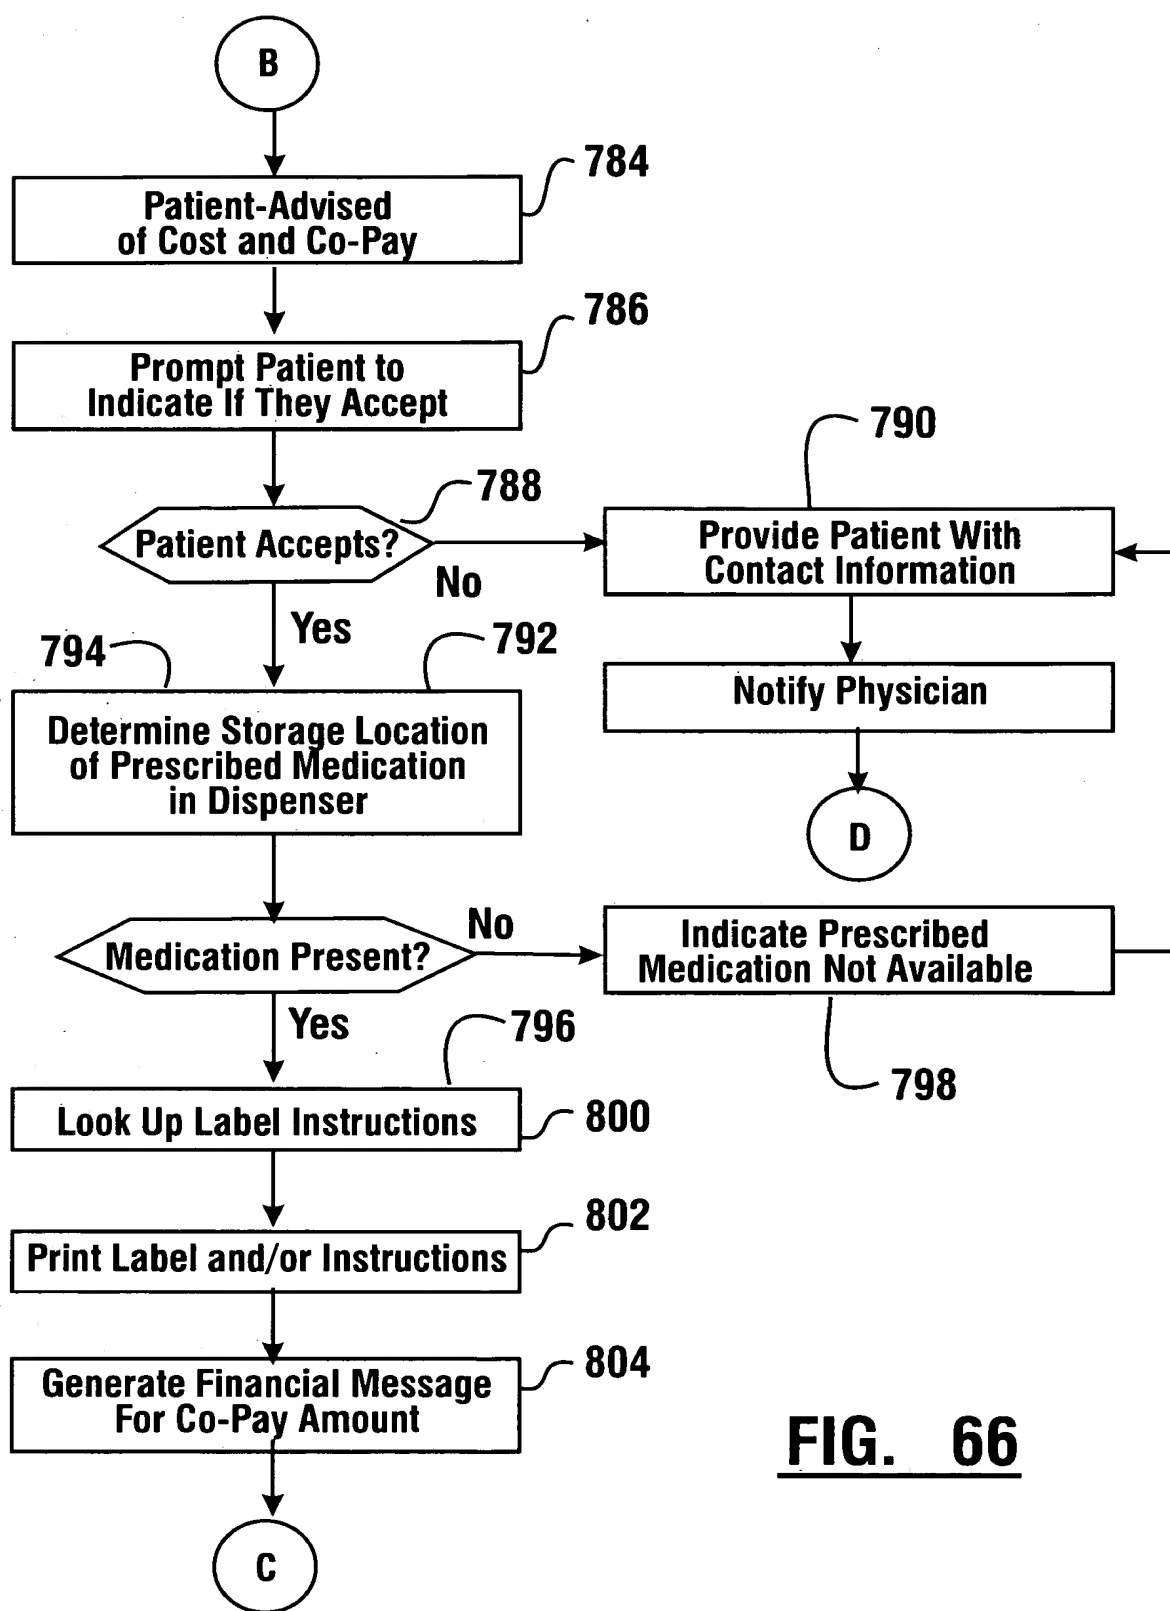 B
784
Patient-Advised
of Cost and Co-Pay
786
Prompt Patient to
Indicate If They Accept
790
788
Patient Accepts?
No
Yes
Provide Patient With
Contact Information
794
792
Notify Physician
Determine Storage Location
of Prescribed Medication
in Dispenser
D
Medication Present?
No
Yes
Indicate Prescribed
Medication Not Available
796
798
Look Up Label Instructions
800
802
Print Label and/or Instructions
804
Generate Financial Message
For Co-Pay Amount
FIG. 66
C